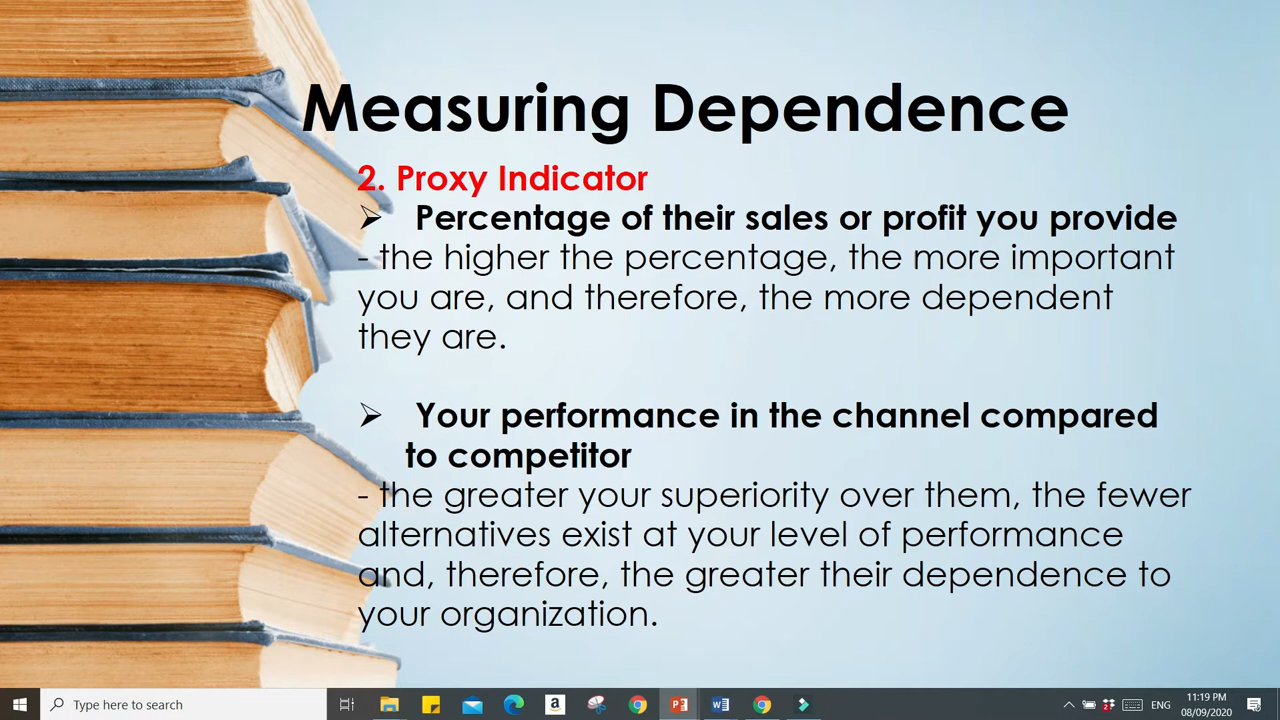 Measuring Dependence
2. Proxy Indicator
➢ Percentage of their sales or profit you provide
- the higher the percentage, the more important
you are, and therefore, the more dependent
they are.
➢ Your performance in the channel compared
to competitor
- the greater your superiority over them, the fewer
alternatives exist at your level of performance
and, therefore, the greater their dependence to
your organization.
Type here to search
ENG
11:19 PM
08/09/2020